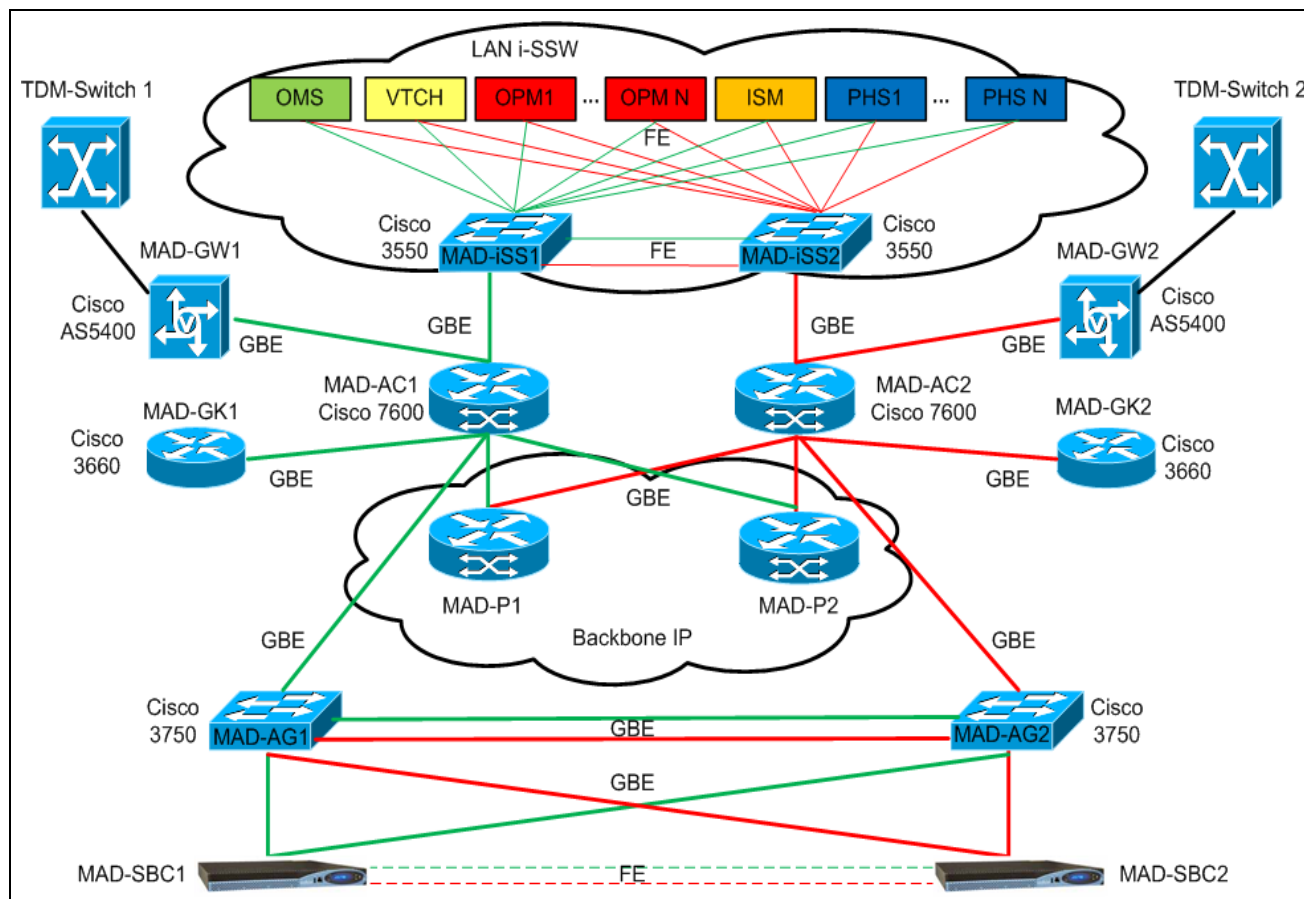 LAN i-SSW
TDM-Switch 1
TDM-Switch 2
OMS
VTCH
OPM1
...
OPM N
ISM
PHS1
...
PHS N
FE
Cisco
3550
MAD-iSS1
FE
MAD-iSS2
Cisco
3550
MAD-GW1
MAD-GW2
Cisco
AS5400
Cisco
AS5400
GBE
GBE
GBE
GBE
MAD-AC1
Cisco 7600
MAD-AC2
Cisco 7600
MAD-GK1
MAD-GK2
Cisco
3660
Cisco
3660
GBE
GBE
GBE
MAD-P1
MAD-P2
Backbone IP
GBE
GBE
Cisco
3750
MAD-AG1
GBE
MAD-AG2
Cisco
3750
GBE
MAD-SBC1
FE
MAD-SBC2